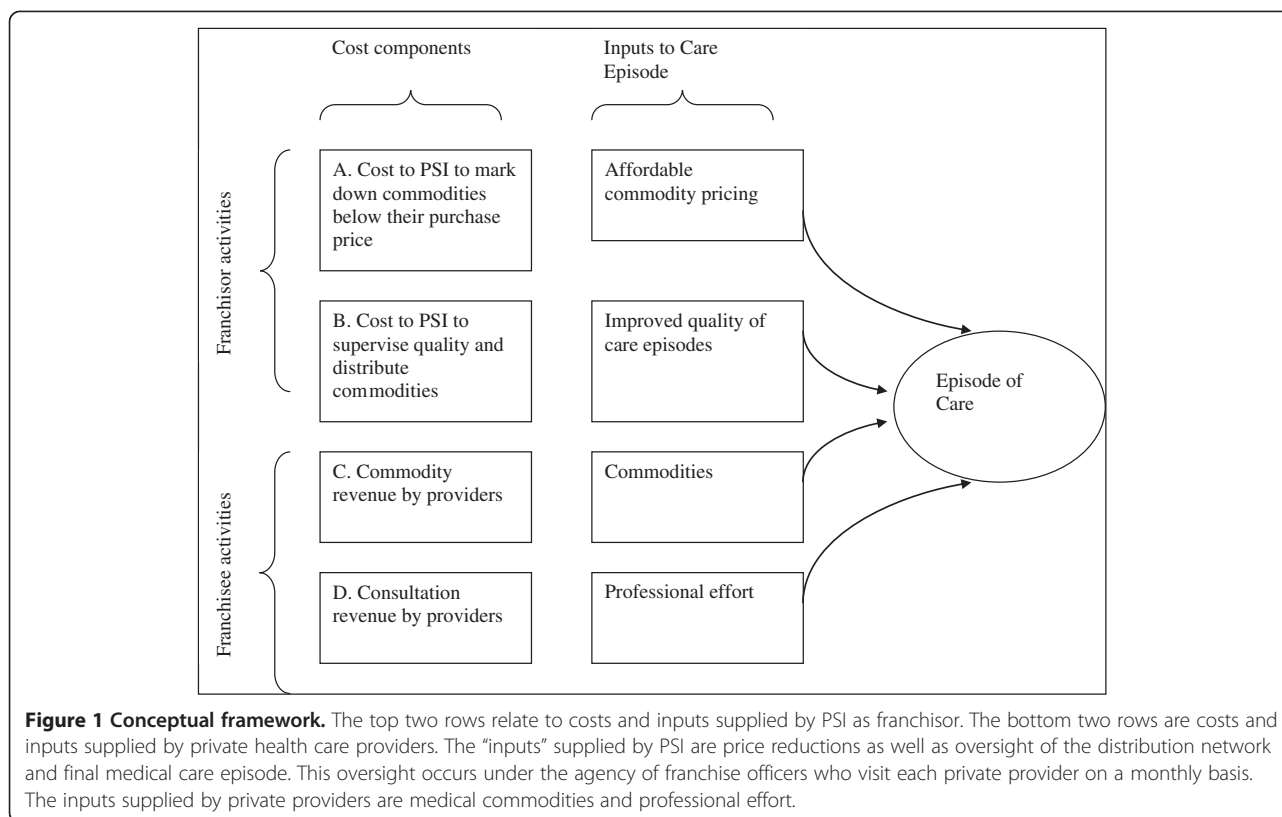 Cost components
Inputs to Care
Episode
Franchisor activities
A. Cost to PSI to mark
down commodities
below their purchase
price
Affordable
commodity pricing
B. Cost to PSI to
supervise quality and
distribute
commodities
Improved quality of
care episodes
Episode of
Care
Franchisee activities
C. Commodity
revenue by providers
Commodities
D. Consultation
revenue by providers
Professional effort
Figure 1 Conceptual framework. The top two rows relate to costs and inputs supplied by PSI as franchisor. The bottom two rows are costs and
inputs supplied by private health care providers. The “inputs” supplied by PSI are price reductions as well as oversight of the distribution network
and final medical care episode. This oversight occurs under the agency of franchise officers who visit each private provider on a monthly basis.
The inputs supplied by private providers are medical commodities and professional effort.